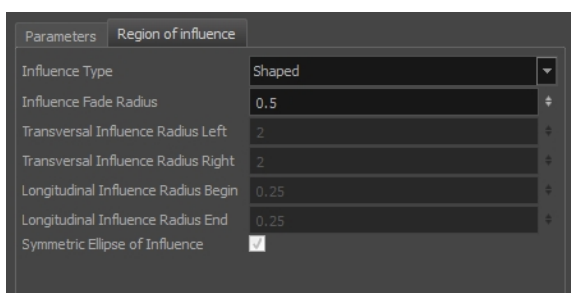 Parameters Region of influence
Influence Type Shaped
Influence Fade Radius 0.5
Transversal Influence Radius Left 2
Transversal Influence Radius Right 2
Longitudinal Influence Radius Begin 0.25
Longitudinal Influence Radius End 0.25
Symmetric Ellipse of Influence